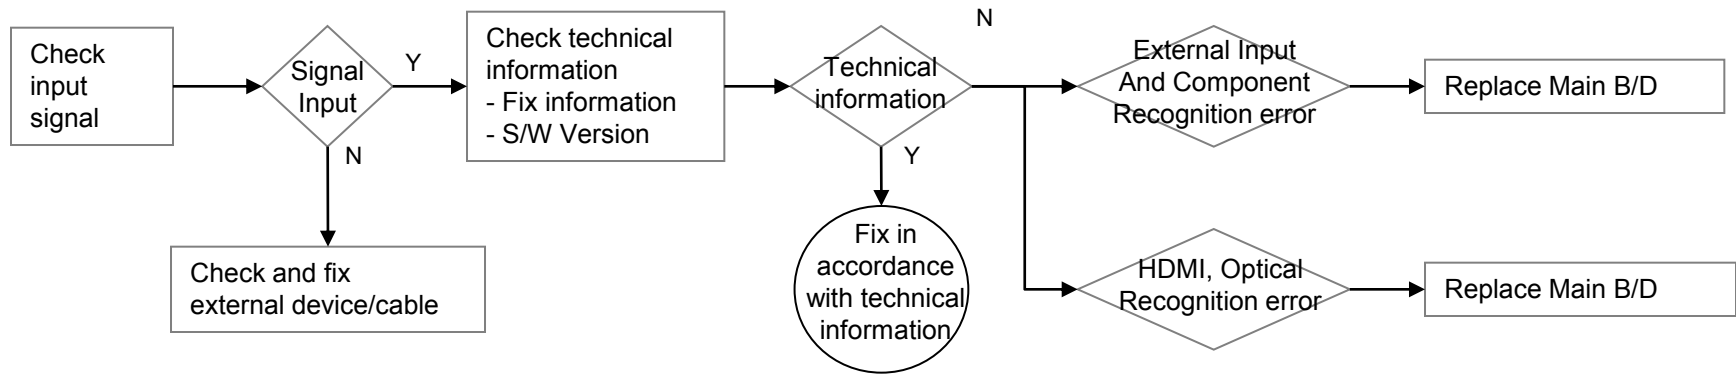 Check
input
signal
Signal
Input
Y
N
Check and fix
external device/cable
Check technical
information
- Fix information
- S/W Version
Technical
information
N
Y
Fix in
accordance
with technical
information
External Input
And Component
Recognition error
Replace Main B/D
HDMI, Optical
Recognition error
Replace Main B/D